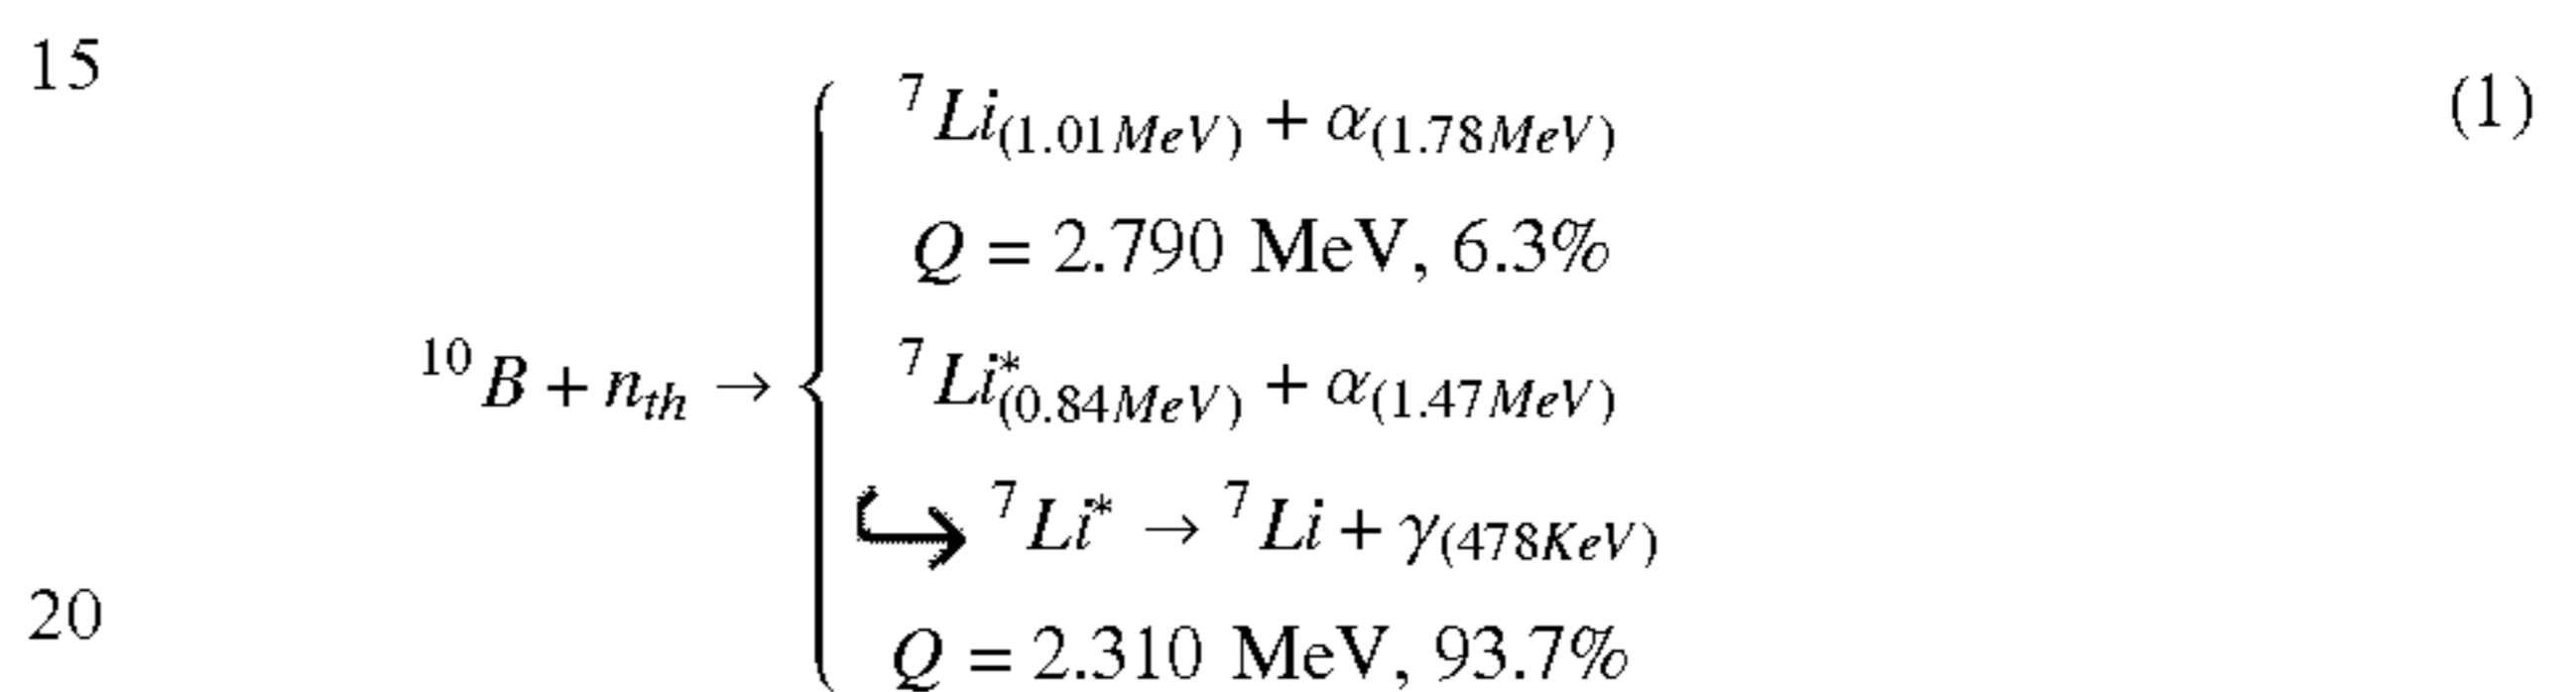 15
⁷Li(1.01MeV) + α(1.78MeV) (1)
Q = 2.790 MeV, 6.3%
¹⁰B + nth → { ⁷Li*(0.84MeV) + α(1.47MeV)
↪ ⁷Li* → ⁷Li + γ(478KeV)
20
Q = 2.310 MeV, 93.7%